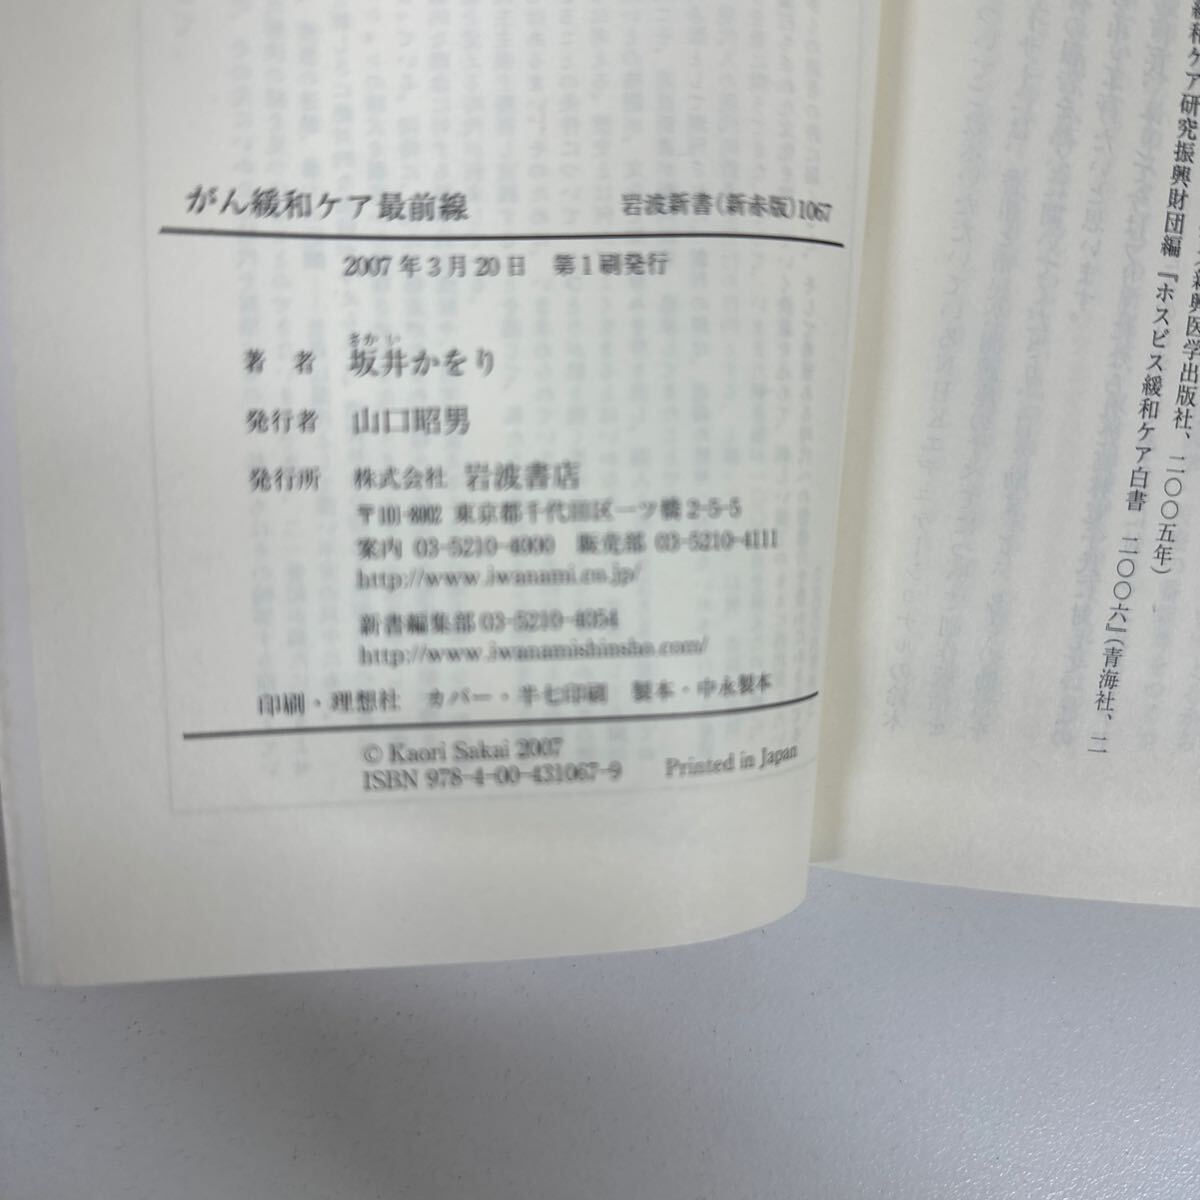 緩和ケア研究振興財団編『ホスピス緩和ケア白書 二〇〇六』(青海社、二
新興医学出版社、二〇〇五年)
がん緩和ケア最前線 岩波新書(新赤版)1067
2007年3月20日 第1刷発行
著者 坂井かをり
さかい
発行者 山口昭男
発行所 株式会社 岩波書店
〒101-8002 東京都千代田区一ツ橋2-5-5
案内 03-5210-4000 販売部 03-5210-4111
http://www.iwanami.co.jp/
新書編集部 03-5210-4054
http://www.iwanamishinsho.com/
印刷・理想社 カバー・半七印刷 製本・中永製本
© Kaori Sakai 2007
ISBN 978-4-00-431067-9 Printed in Japan